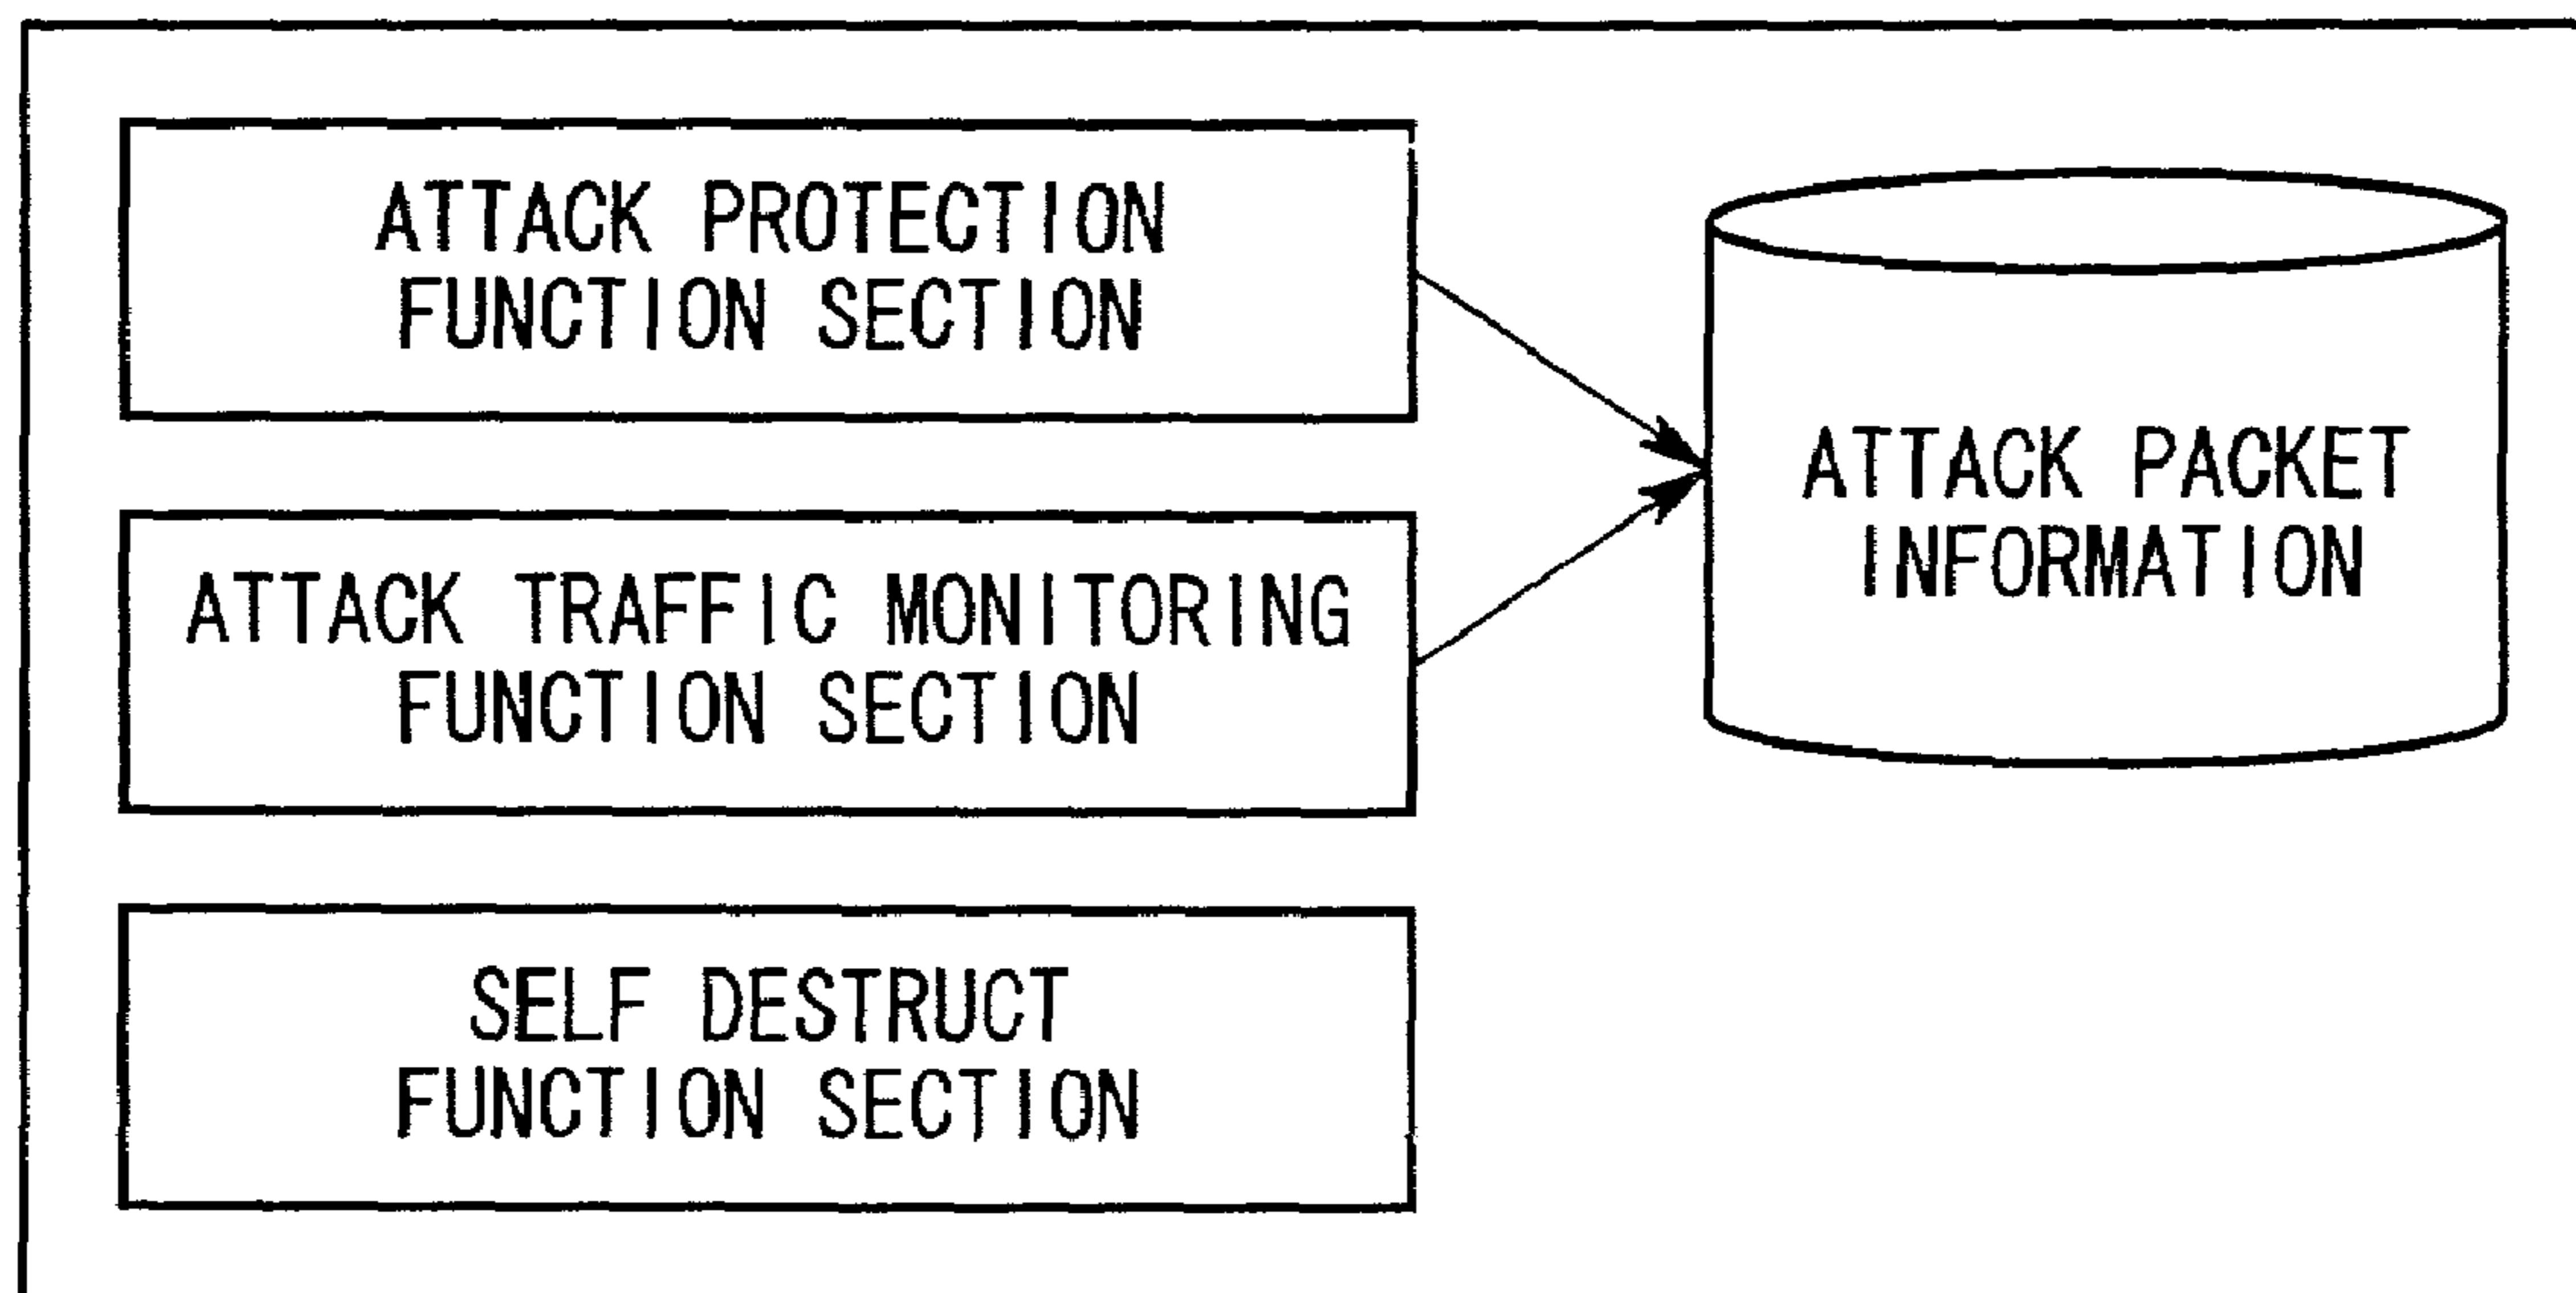 ATTACK PROTECTION
FUNCTION SECTION
ATTACK TRAFFIC MONITORING
FUNCTION SECTION
SELF DESTRUCT
FUNCTION SECTION
ATTACK PACKET
INFORMATION